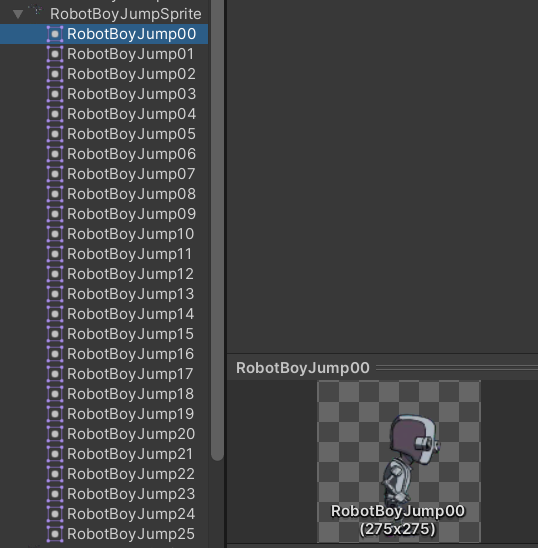 RobotBoyJumpSprite
RobotBoyJump00
RobotBoyJump01
RobotBoyJump02
RobotBoyJump03
RobotBoyJump04
RobotBoyJump05
RobotBoyJump06
RobotBoyJump07
RobotBoyJump08
RobotBoyJump09
RobotBoyJump10
RobotBoyJump11
RobotBoyJump12
RobotBoyJump13
RobotBoyJump14
RobotBoyJump15
RobotBoyJump16
RobotBoyJump17
RobotBoyJump18
RobotBoyJump19
RobotBoyJump20
RobotBoyJump21
RobotBoyJump22
RobotBoyJump23
RobotBoyJump24
RobotBoyJump25
RobotBoyJump00
RobotBoyJump00
(275x275)